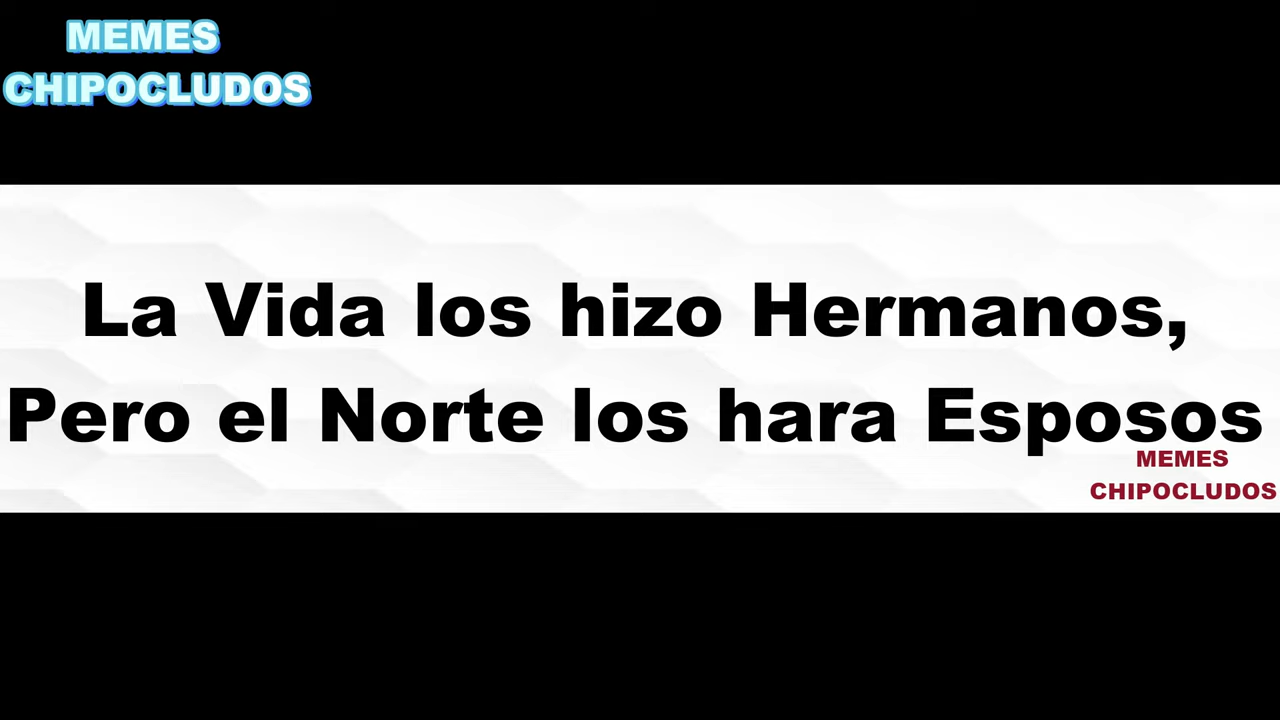 MEMES
CHIPOCLUDOS
La Vida los hizo Hermanos,
Pero el Norte los hara Esposos
MEMES
CHIPOCLUDOS